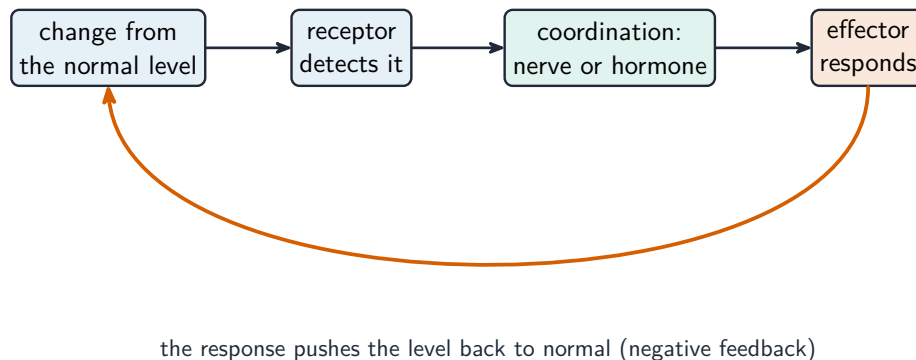 change from
the normal level
receptor
detects it
coordination:
nerve or hormone
effector
responds
the response pushes the level back to normal (negative feedback)